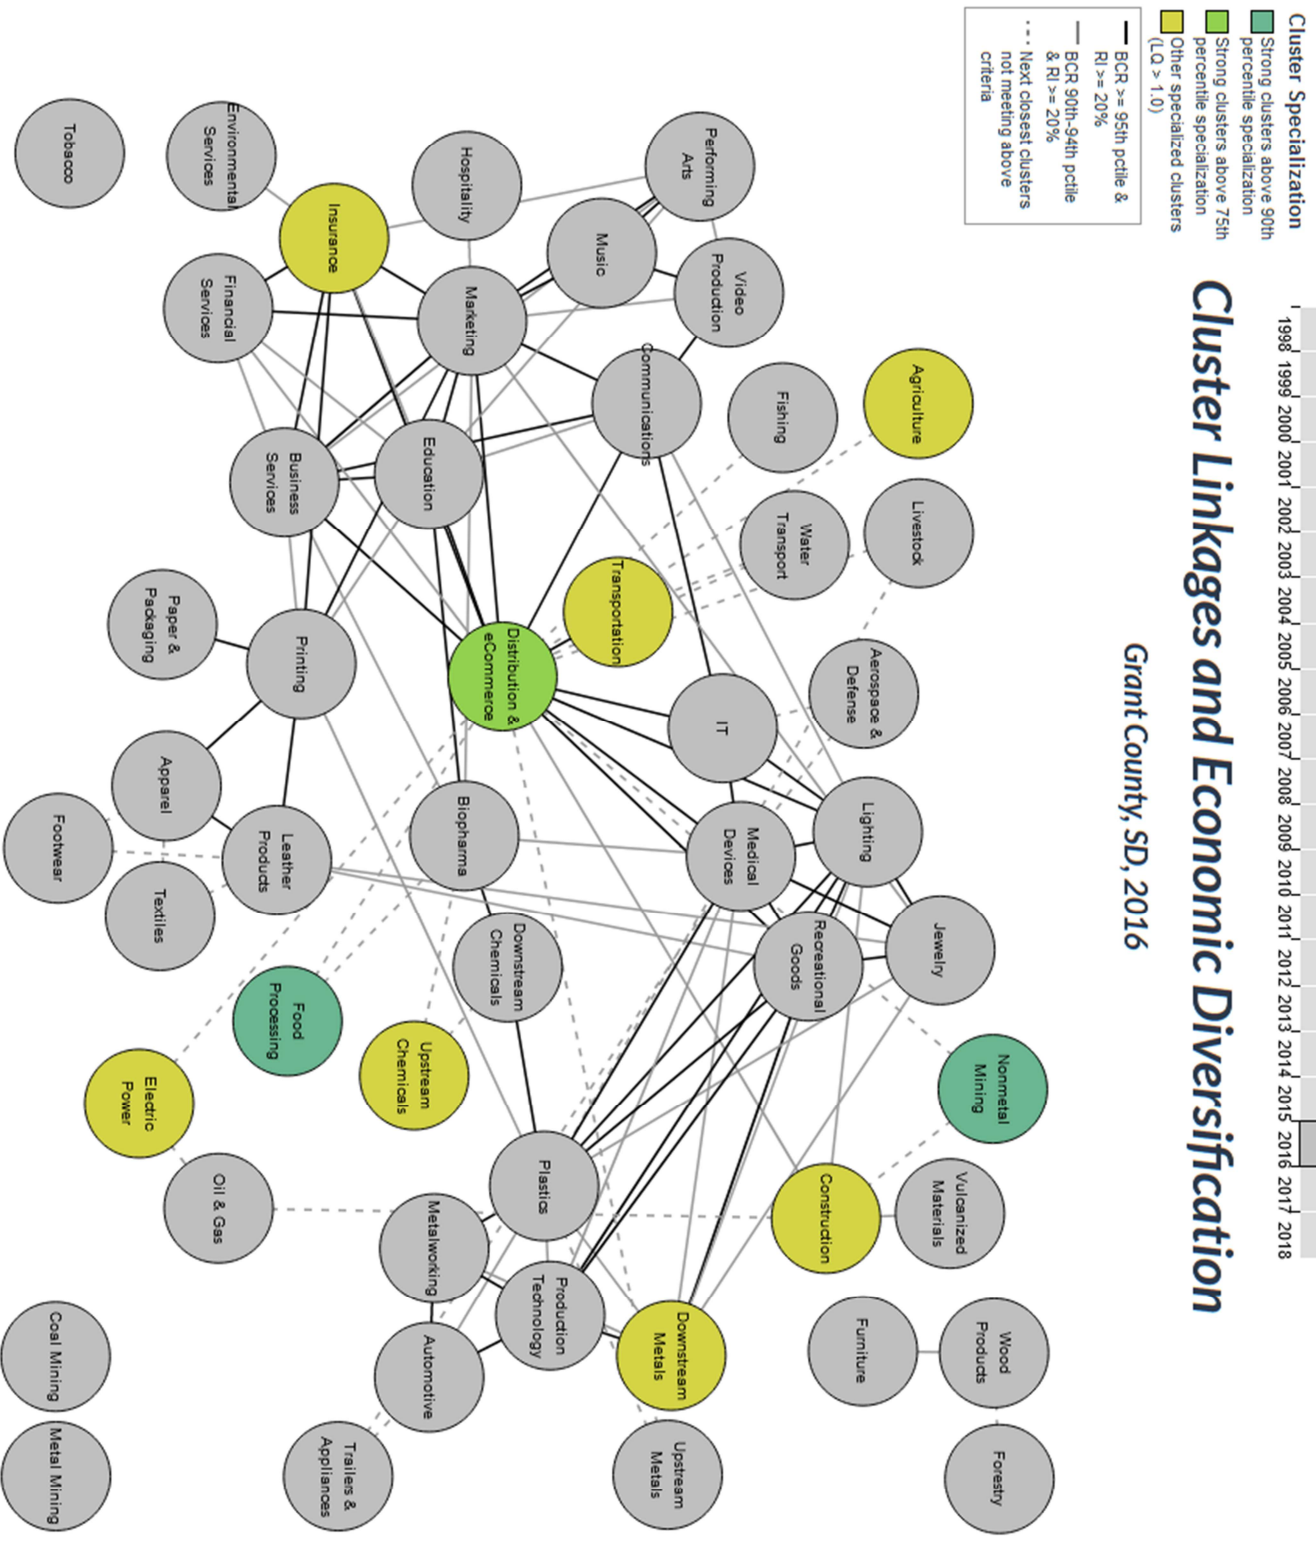 Cluster Specialization
Strong clusters above 90th
percentile specialization
Strong clusters above 75th
percentile specialization
Other specialized clusters
(LQ > 1.0)
BCR >= 95th pctile &
RI >= 20%
BCR 90th-94th pctile
& RI >= 20%
Next closest clusters
not meeting above
criteria
1998 1999 2000 2001 2002 2003 2004 2005 2006 2007 2008 2009 2010 2011 2012 2013 2014 2015 2016 2017 2018
Cluster Linkages and Economic Diversification
Grant County, SD, 2016
Agriculture
Livestock
Jewelry
Nonmetal
Mining
Vulcanized
Materials
Wood
Products
Forestry
Performing
Arts
Video
Production
Fishing
Water
Transport
Aerospace &
Defense
Lighting
Recreational
Goods
Construction
Furniture
Music
Communications
Transportation
IT
Medical
Devices
Downstream
Metals
Upstream
Metals
Hospitality
Marketing
Education
Distribution &
eCommerce
Biopharma
Downstream
Chemicals
Upstream
Chemicals
Plastics
Metalworking
Production
Technology
Automotive
Trailers &
Appliances
Environmental
Services
Insurance
Financial
Services
Business
Services
Printing
Leather
Products
Food
Processing
Oil & Gas
Paper &
Packaging
Apparel
Textiles
Electric
Power
Tobacco
Footwear
Coal Mining
Metal Mining